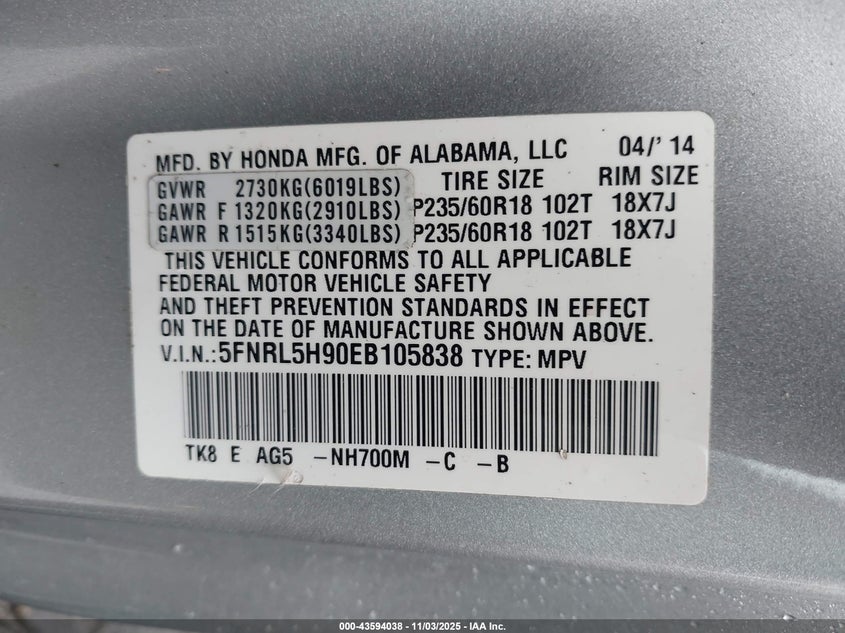 MFD. BY HONDA MFG. OF ALABAMA, LLC 04/'14
GVWR 2730KG(6019LBS) TIRE SIZE RIM SIZE
GAWR F 1320KG(2910LBS) P235/60R18 102T 18X7J
GAWR R 1515KG(3340LBS) P235/60R18 102T 18X7J
THIS VEHICLE CONFORMS TO ALL APPLICABLE
FEDERAL MOTOR VEHICLE SAFETY
AND THEFT PREVENTION STANDARDS IN EFFECT
ON THE DATE OF MANUFACTURE SHOWN ABOVE.
V.I.N.:5FNRL5H90EB105838 TYPE: MPV
TK8 E AG5 -NH700M -C -B
000-43594038 - 11/03/2025 - IAA Inc.